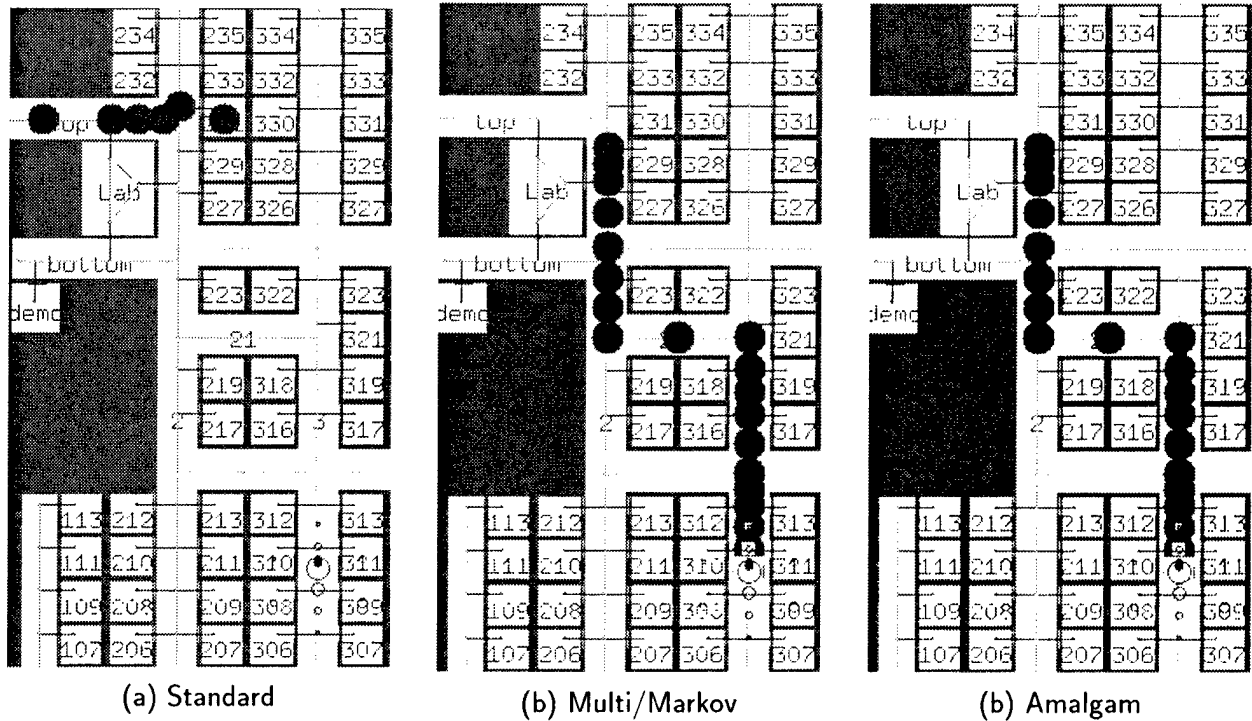 234 235 334 335
232 233 332 333
330 331
229 328 329
Lab
227 326 327
bottom
223 322 323
demo
21 321
219 318 319
2 217 316 3 317
113 212 213 312 313
111 210 211 310 311
109 208 209 308 309
107 206 207 306 307
(a) Standard
234 235 334 335
232 233 332 333
top 231 330 331
229 328 329
Lab
227 326 327
bottom
223 322 323
demo
321
219 318 319
2 217 316 317
113 212 213 312 313
111 210 211 310 311
109 208 209 308 309
107 206 207 306 307
(b) Multi/Markov
234 235 334 335
232 233 332 333
top 231 330 331
229 328 329
Lab
227 326 327
bottom
223 322 323
demo
321
219 318 319
2 217 316 317
113 212 213 312 313
111 210 211 310 311
109 208 209 308 309
107 206 207 306 307
(b) Amalgam